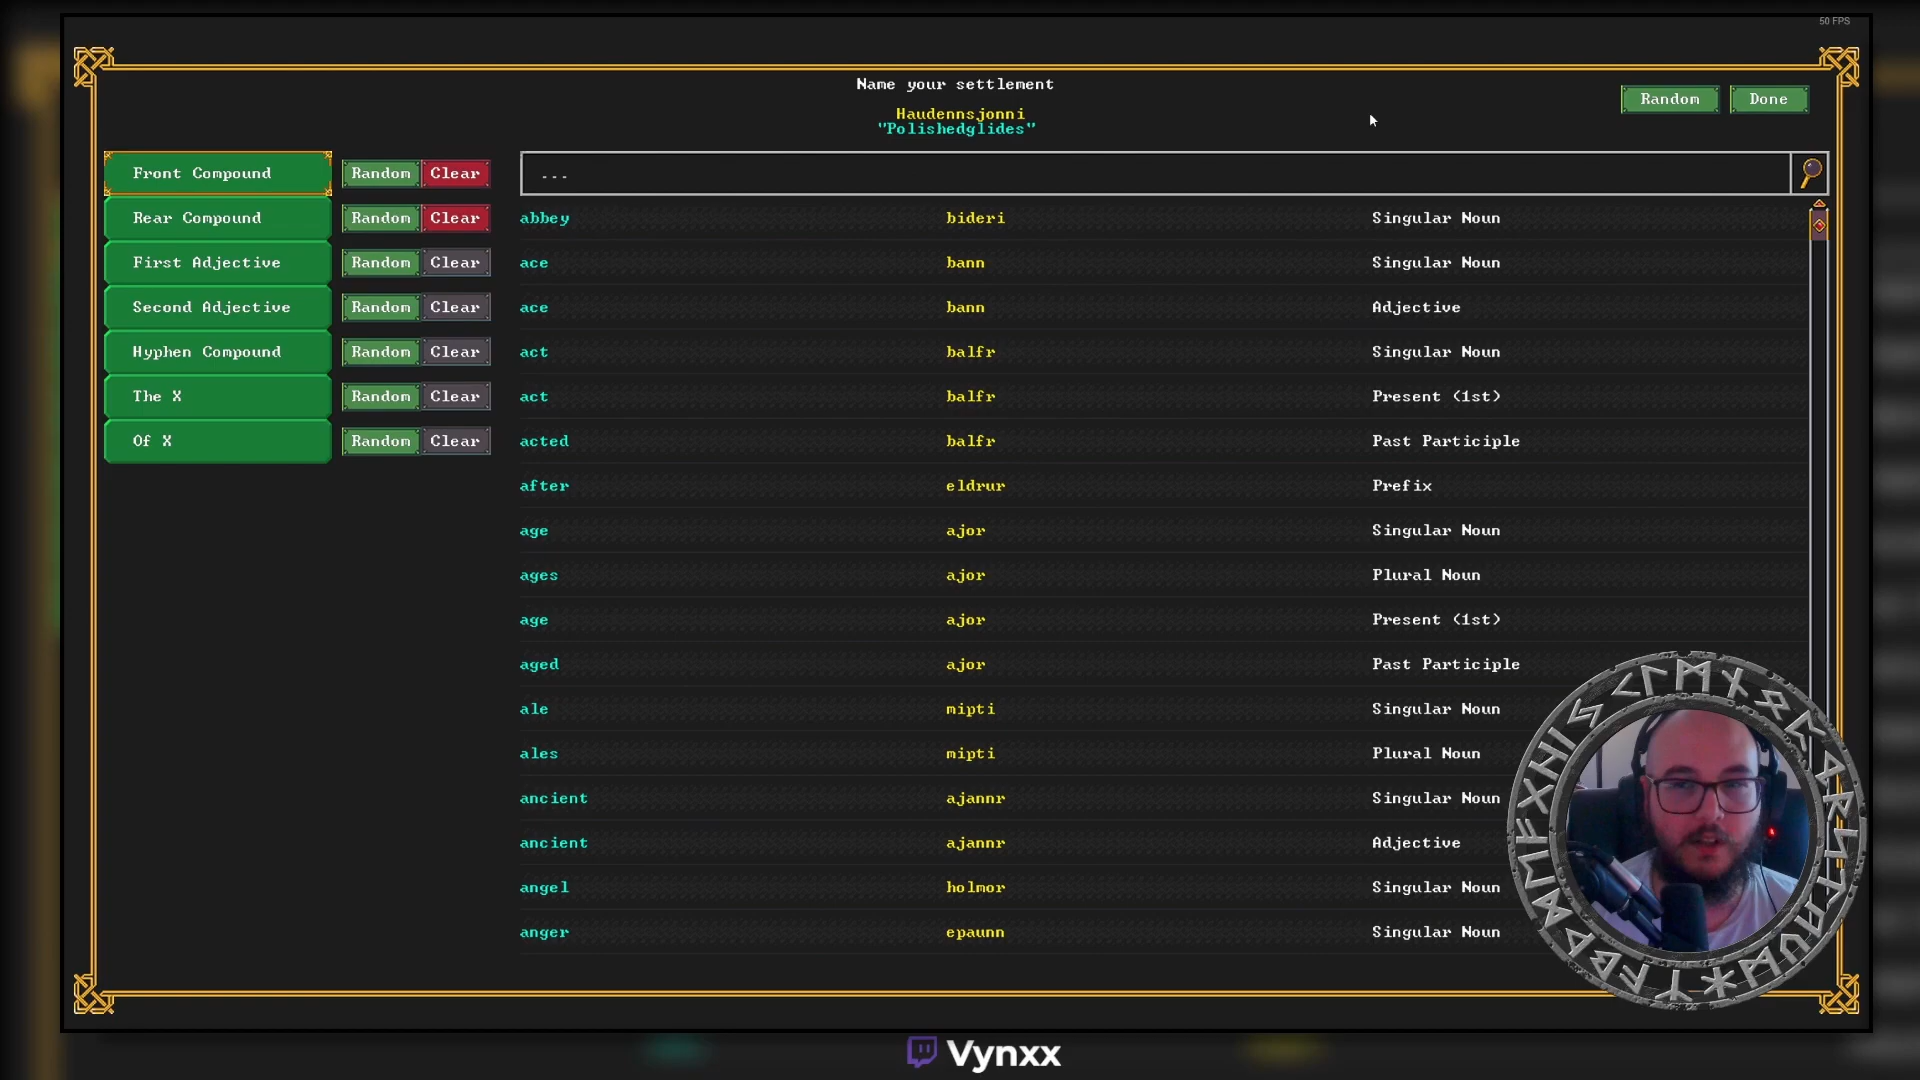 50 FPS
Name your settlement
Haudennsjonni
"Polishedglides"
Random Done
Front Compound Random Clear
...
Rear Compound Random Clear
First Adjective Random Clear
Second Adjective Random Clear
Hyphen Compound Random Clear
The X Random Clear
Of X Random Clear
abbey bideri Singular Noun
ace bann Singular Noun
ace bann Adjective
act balfr Singular Noun
act balfr Present (1st)
acted balfr Past Participle
after eldrur Prefix
age ajor Singular Noun
ages ajor Plural Noun
age ajor Present (1st)
aged ajor Past Participle
ale mipti Singular Noun
ales mipti Plural Noun
ancient ajannr Singular Noun
ancient ajannr Adjective
angel holmor Singular Noun
anger epaunn Singular Noun
Vynxx